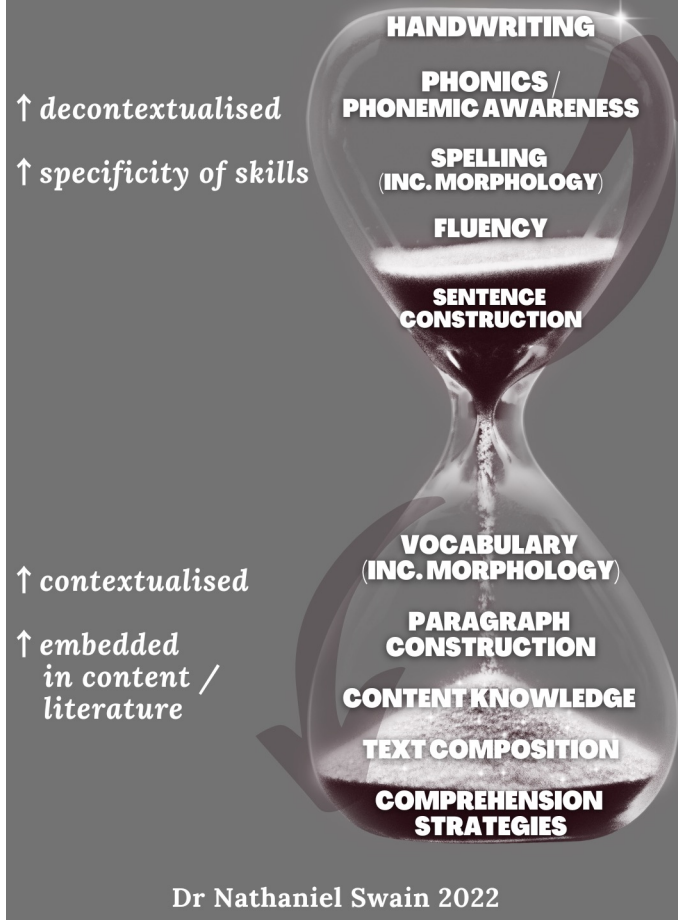 HANDWRITING
PHONICS /
PHONEMIC AWARENESS
↑ decontextualised
↑ specificity of skills
SPELLING
(INC. MORPHOLOGY)
FLUENCY
SENTENCE
CONSTRUCTION
VOCABULARY
(INC. MORPHOLOGY)
↑ contextualised
PARAGRAPH
CONSTRUCTION
↑ embedded
in content /
literature
CONTENT KNOWLEDGE
TEXT COMPOSITION
COMPREHENSION
STRATEGIES
Dr Nathaniel Swain 2022